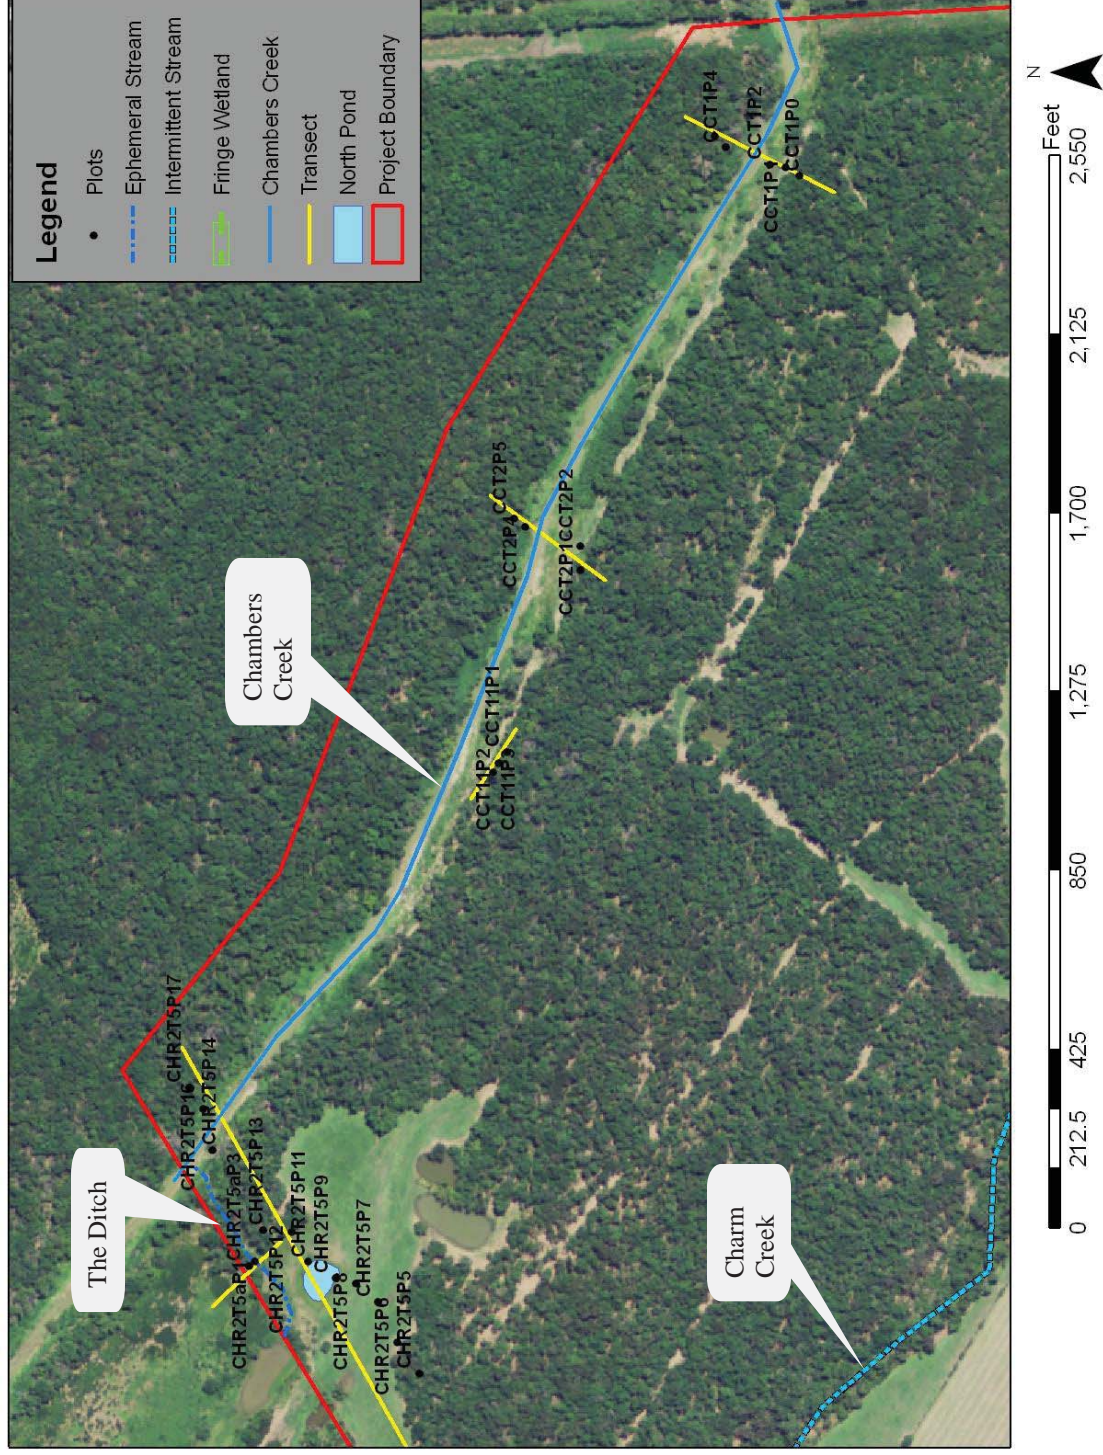 Legend
Plots
Ephemeral Stream
Intermittent Stream
Fringe Wetland
Chambers Creek
Transect
North Pond
Project Boundary
The Ditch
Chambers
Creek
Charm
Creek
CHR2T5P17
CHR2T5P16
CHR2T5P14
CHR2T5P13
CHR2T5aP3
CHR2T5aP1
CHR2T5P12
CHR2T5P11
CHR2T5P9
CHR2T5P8
CHR2T5P7
CHR2T5P6
CHR2T5P5
CCT11P2
CCT11P1
CCT11P3
CCT2P5
CCT2P4
CCT2P2
CCT2P1
CCT1P4
CCT1P2
CCT1P1
CCT1P0
N
Feet
0 212.5 425 850 1,275 1,700 2,125 2,550